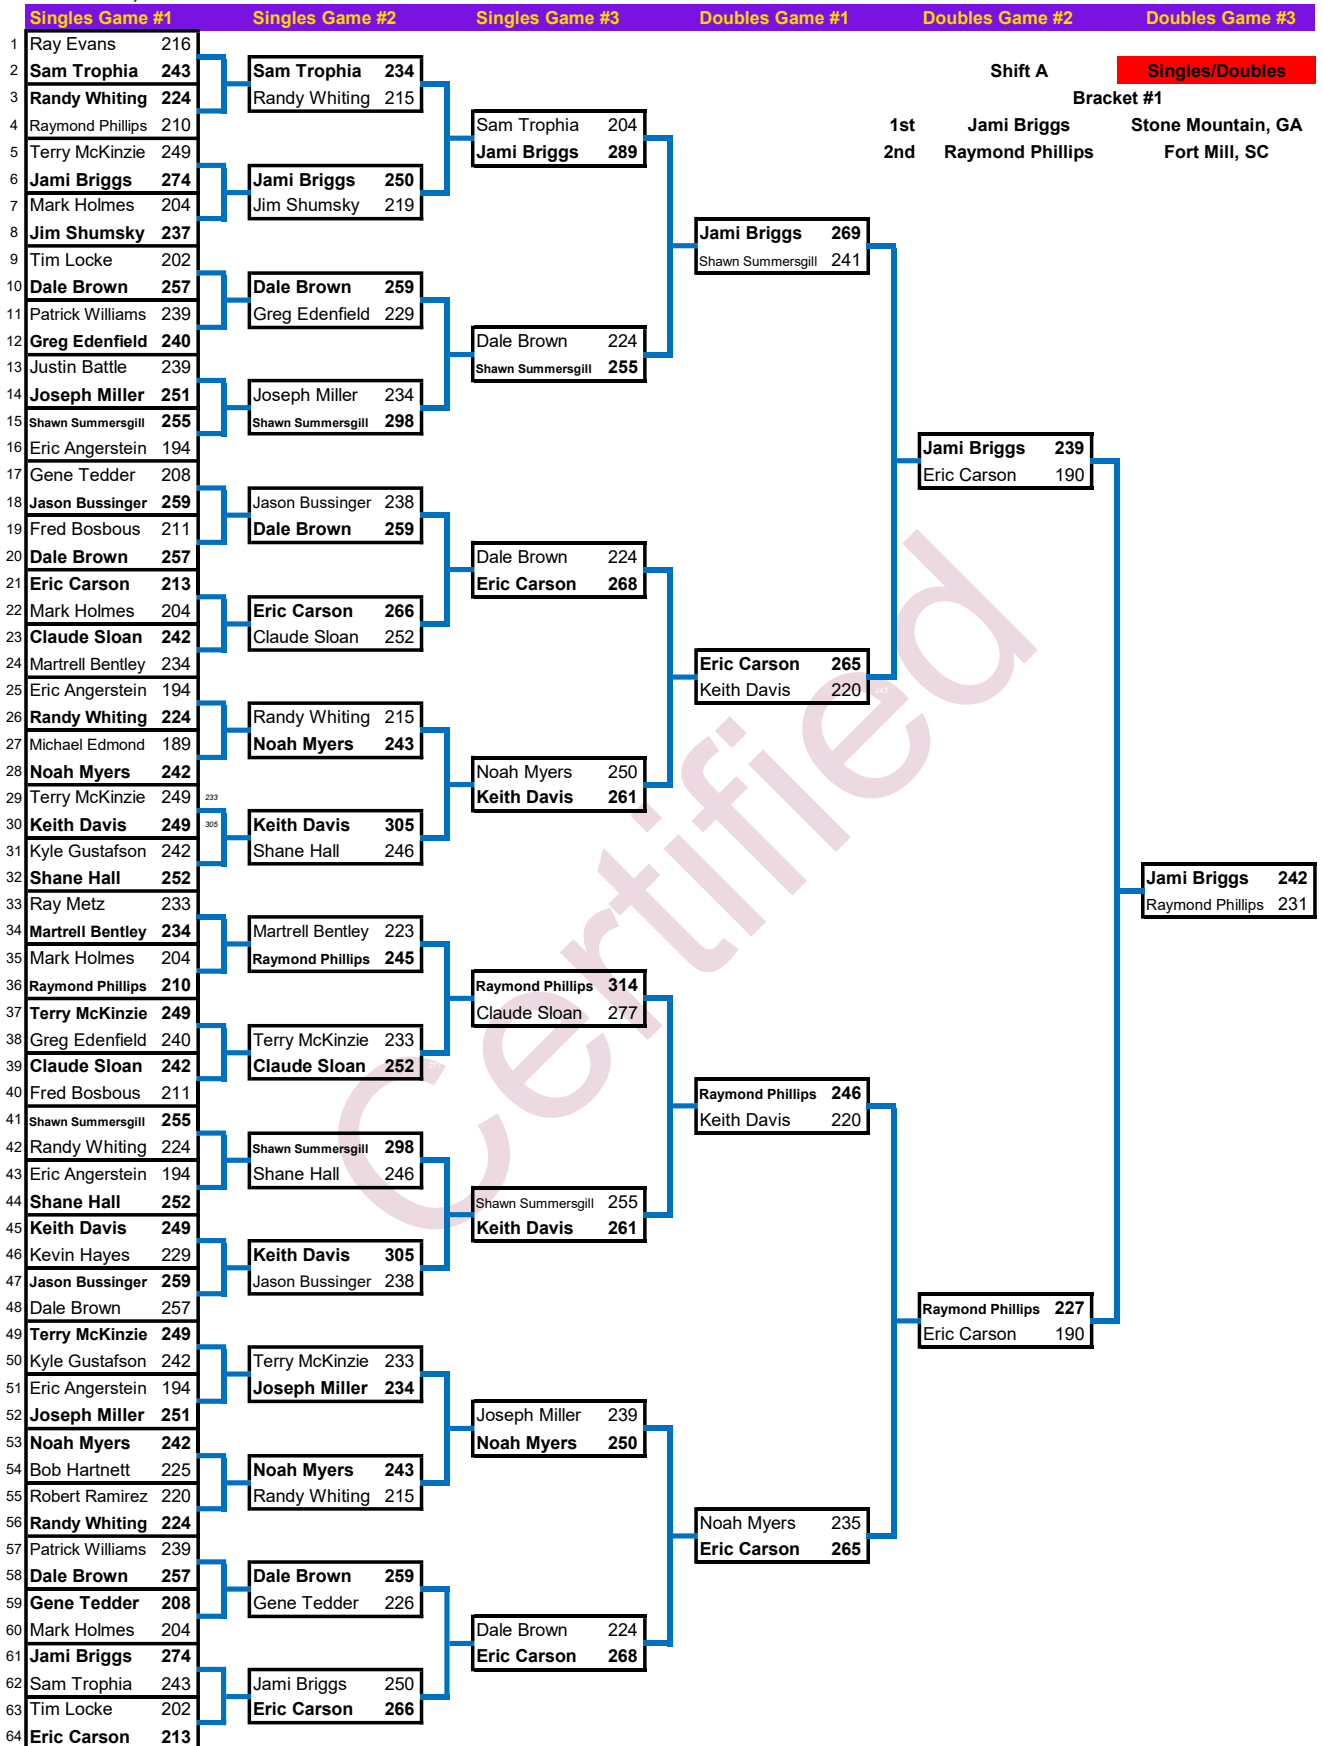 Singles Game #1 Singles Game #2 Singles Game #3 Doubles Game #1 Doubles Game #2 Doubles Game #3
1 Ray Evans 216
2 Sam Trophia 243 Sam Trophia 234 Shift A Singles/Doubles
3 Randy Whiting 224 Randy Whiting 215 Bracket #1
4 Raymond Phillips 210 Sam Trophia 204 1st Jami Briggs Stone Mountain, GA
5 Terry McKinzie 249 Jami Briggs 289 2nd Raymond Phillips Fort Mill, SC
6 Jami Briggs 274 Jami Briggs 250
7 Mark Holmes 204 Jim Shumsky 219
8 Jim Shumsky 237 Jami Briggs 269
9 Tim Locke 202 Shawn Summersgill 241
10 Dale Brown 257 Dale Brown 259
11 Patrick Williams 239 Greg Edenfield 229
12 Greg Edenfield 240 Dale Brown 224
13 Justin Battle 239 Shawn Summersgill 255
14 Joseph Miller 251 Joseph Miller 234
15 Shawn Summersgill 255 Shawn Summersgill 298
16 Eric Angerstein 194 Jami Briggs 239
17 Gene Tedder 208 Eric Carson 190
18 Jason Bussinger 259 Jason Bussinger 238
19 Fred Bosbous 211 Dale Brown 259
20 Dale Brown 257 Dale Brown 224
21 Eric Carson 213 Eric Carson 268
22 Mark Holmes 204 Eric Carson 266
23 Claude Sloan 242 Claude Sloan 252
24 Martrell Bentley 234 Eric Carson 265
25 Eric Angerstein 194 Keith Davis 220 243
26 Randy Whiting 224 Randy Whiting 215
27 Michael Edmond 189 Noah Myers 243
28 Noah Myers 242 Noah Myers 250
29 Terry McKinzie 249 233 Keith Davis 261
30 Keith Davis 249 305 Keith Davis 305
31 Kyle Gustafson 242 Shane Hall 246
32 Shane Hall 252 Jami Briggs 242
33 Ray Metz 233 Raymond Phillips 231
34 Martrell Bentley 234 Martrell Bentley 223
35 Mark Holmes 204 Raymond Phillips 245
36 Raymond Phillips 210 Raymond Phillips 314
37 Terry McKinzie 249 Claude Sloan 277
38 Greg Edenfield 240 Terry McKinzie 233
39 Claude Sloan 242 Claude Sloan 252
40 Fred Bosbous 211 Raymond Phillips 246
41 Shawn Summersgill 255 Keith Davis 220
42 Randy Whiting 224 Shawn Summersgill 298
43 Eric Angerstein 194 Shane Hall 246
44 Shane Hall 252 Shawn Summersgill 255
45 Keith Davis 249 Keith Davis 261
46 Kevin Hayes 229 Keith Davis 305
47 Jason Bussinger 259 Jason Bussinger 238
48 Dale Brown 257 Raymond Phillips 227
49 Terry McKinzie 249 Eric Carson 190
50 Kyle Gustafson 242 Terry McKinzie 233
51 Eric Angerstein 194 Joseph Miller 234
52 Joseph Miller 251 Joseph Miller 239
53 Noah Myers 242 Noah Myers 250
54 Bob Hartnett 225 Noah Myers 243
55 Robert Ramirez 220 Randy Whiting 215
56 Randy Whiting 224 Noah Myers 235
57 Patrick Williams 239 Eric Carson 265
58 Dale Brown 257 Dale Brown 259
59 Gene Tedder 208 Gene Tedder 226
60 Mark Holmes 204 Dale Brown 224
61 Jami Briggs 274 Eric Carson 268
62 Sam Trophia 243 Jami Briggs 250
63 Tim Locke 202 Eric Carson 266
64 Eric Carson 213
Certified